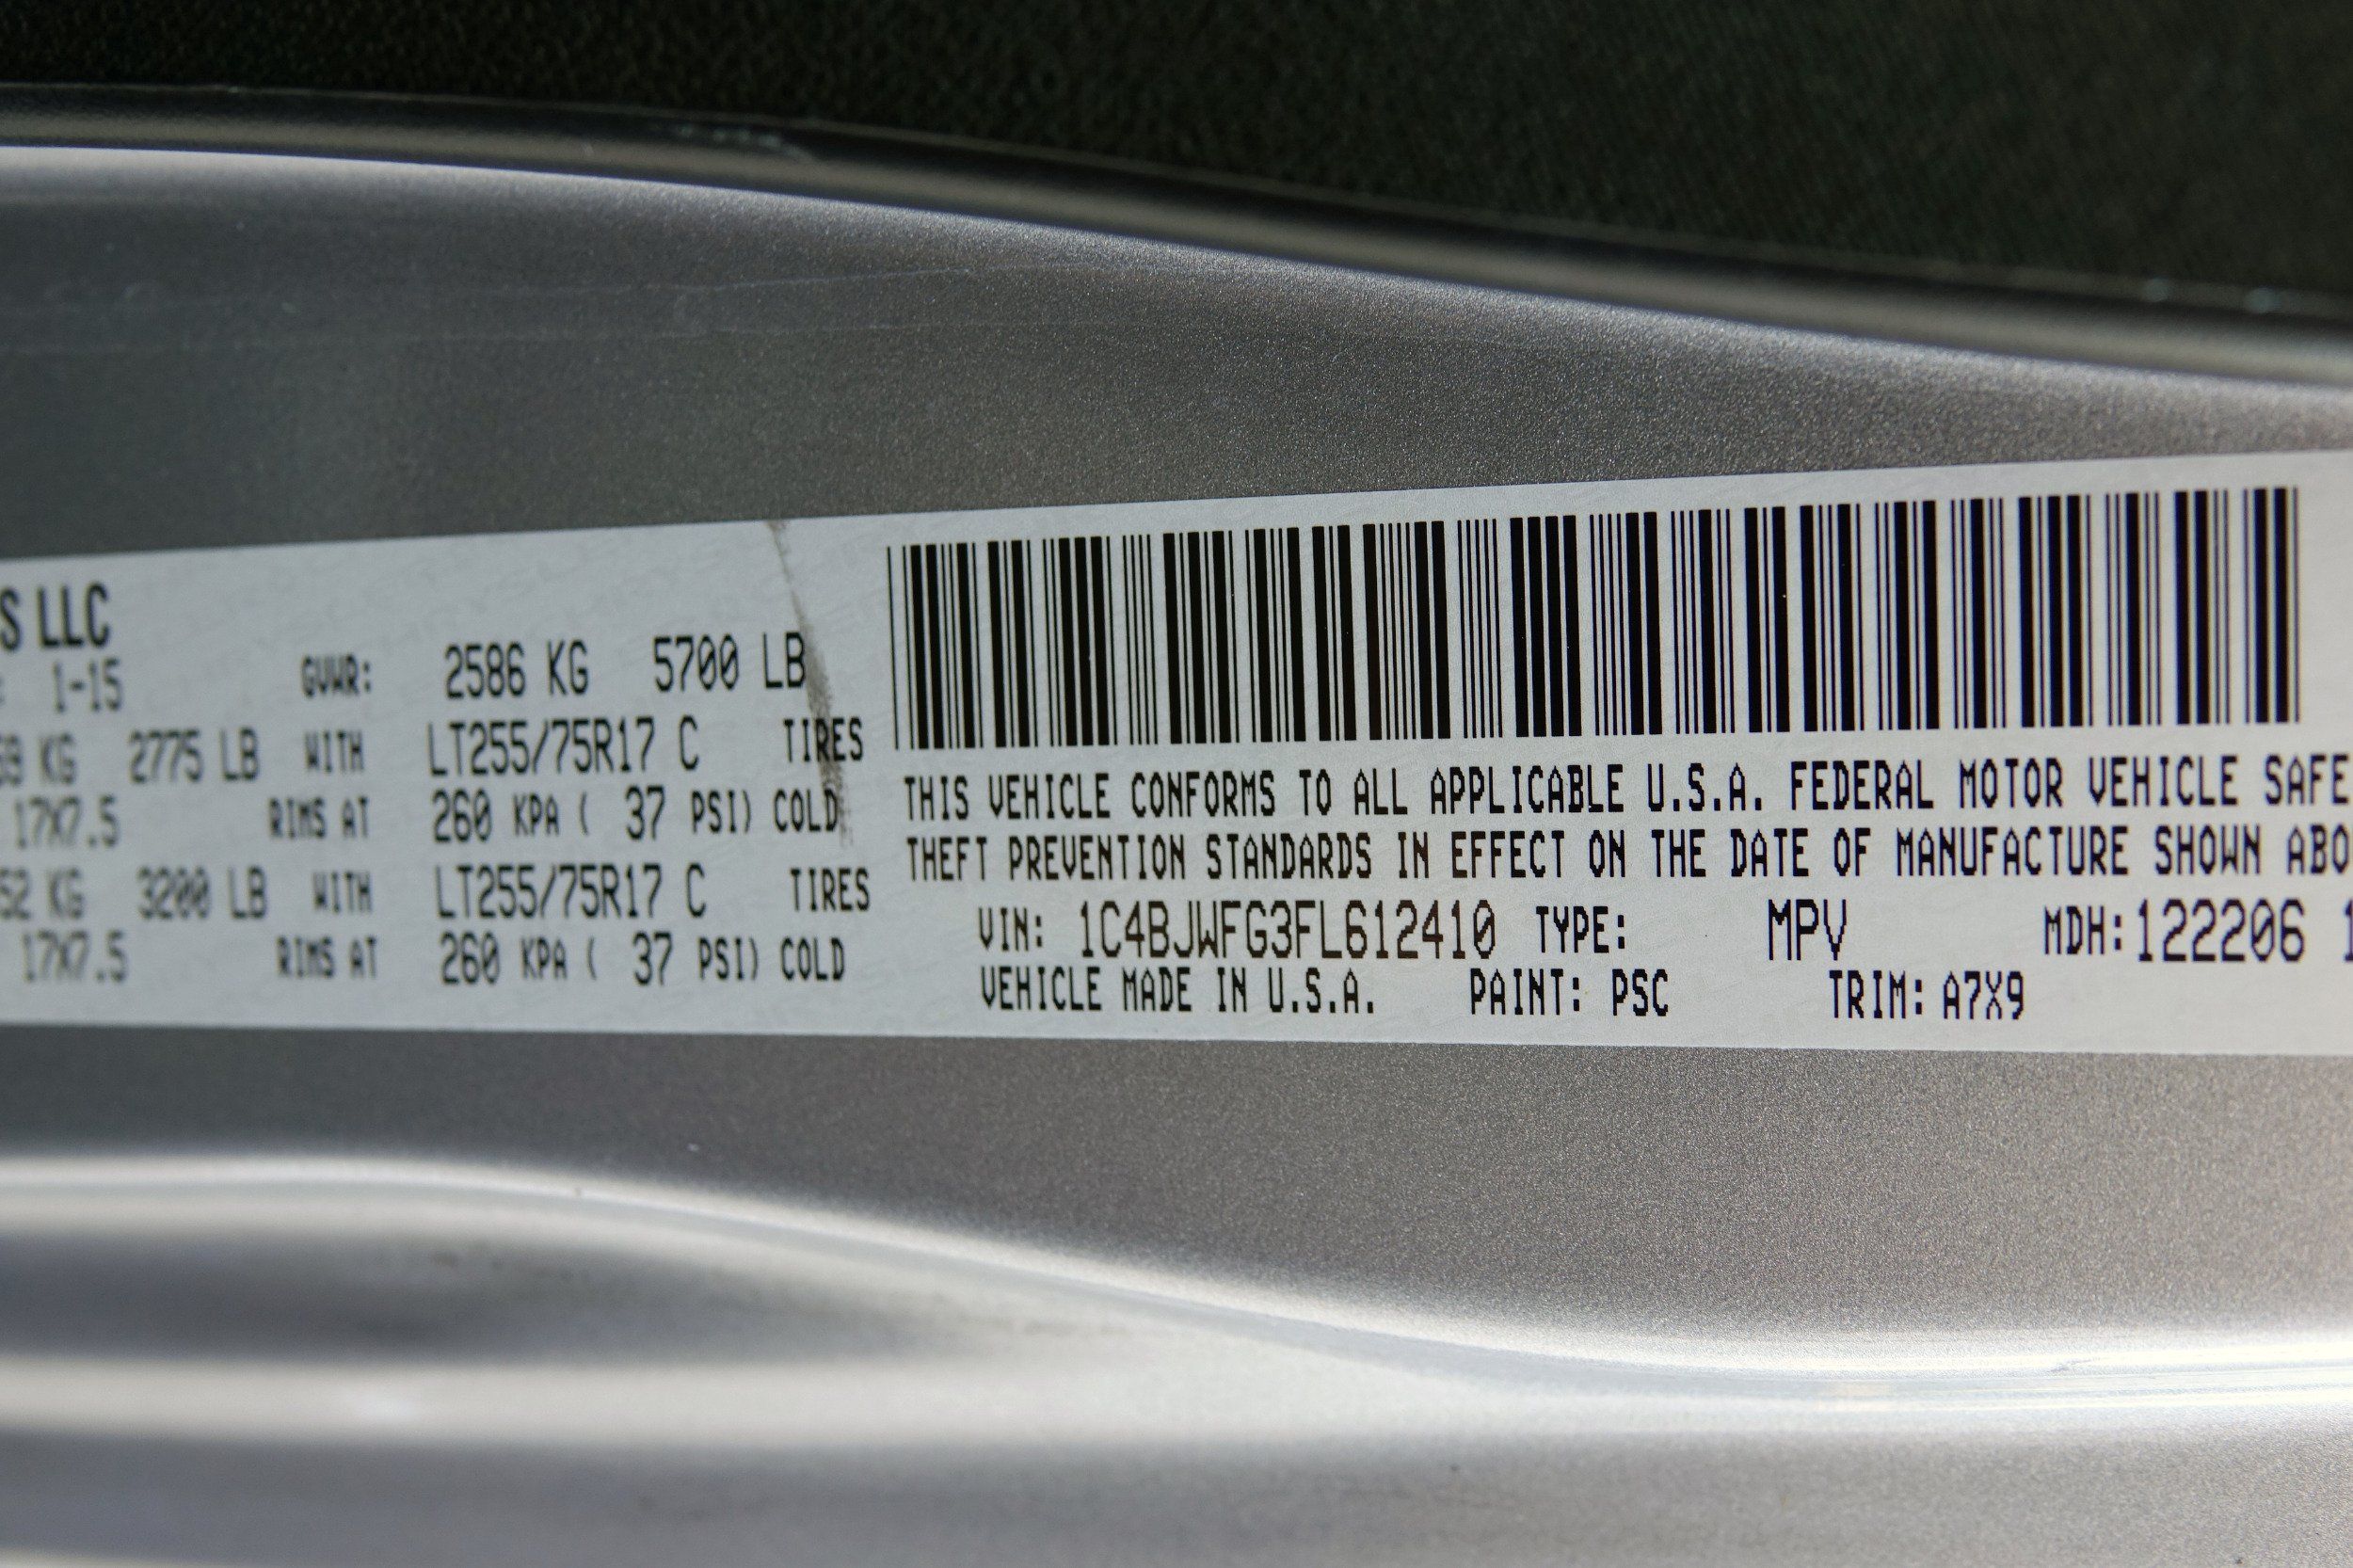 S LLC
1-15 GVWR: 2586 KG 5700 LB
KG 2775 LB WITH LT255/75R17 C TIRES
17X7.5 RIMS AT 260 KPA ( 37 PSI) COLD
52 KG 3200 LB WITH LT255/75R17 C TIRES
17X7.5 RIMS AT 260 KPA ( 37 PSI) COLD
THIS VEHICLE CONFORMS TO ALL APPLICABLE U.S.A. FEDERAL MOTOR VEHICLE SAFE
THEFT PREVENTION STANDARDS IN EFFECT ON THE DATE OF MANUFACTURE SHOWN ABO
VIN: 1C4BJWFG3FL612410 TYPE: MPV MDH:122206 1
VEHICLE MADE IN U.S.A. PAINT: PSC TRIM: A7X9